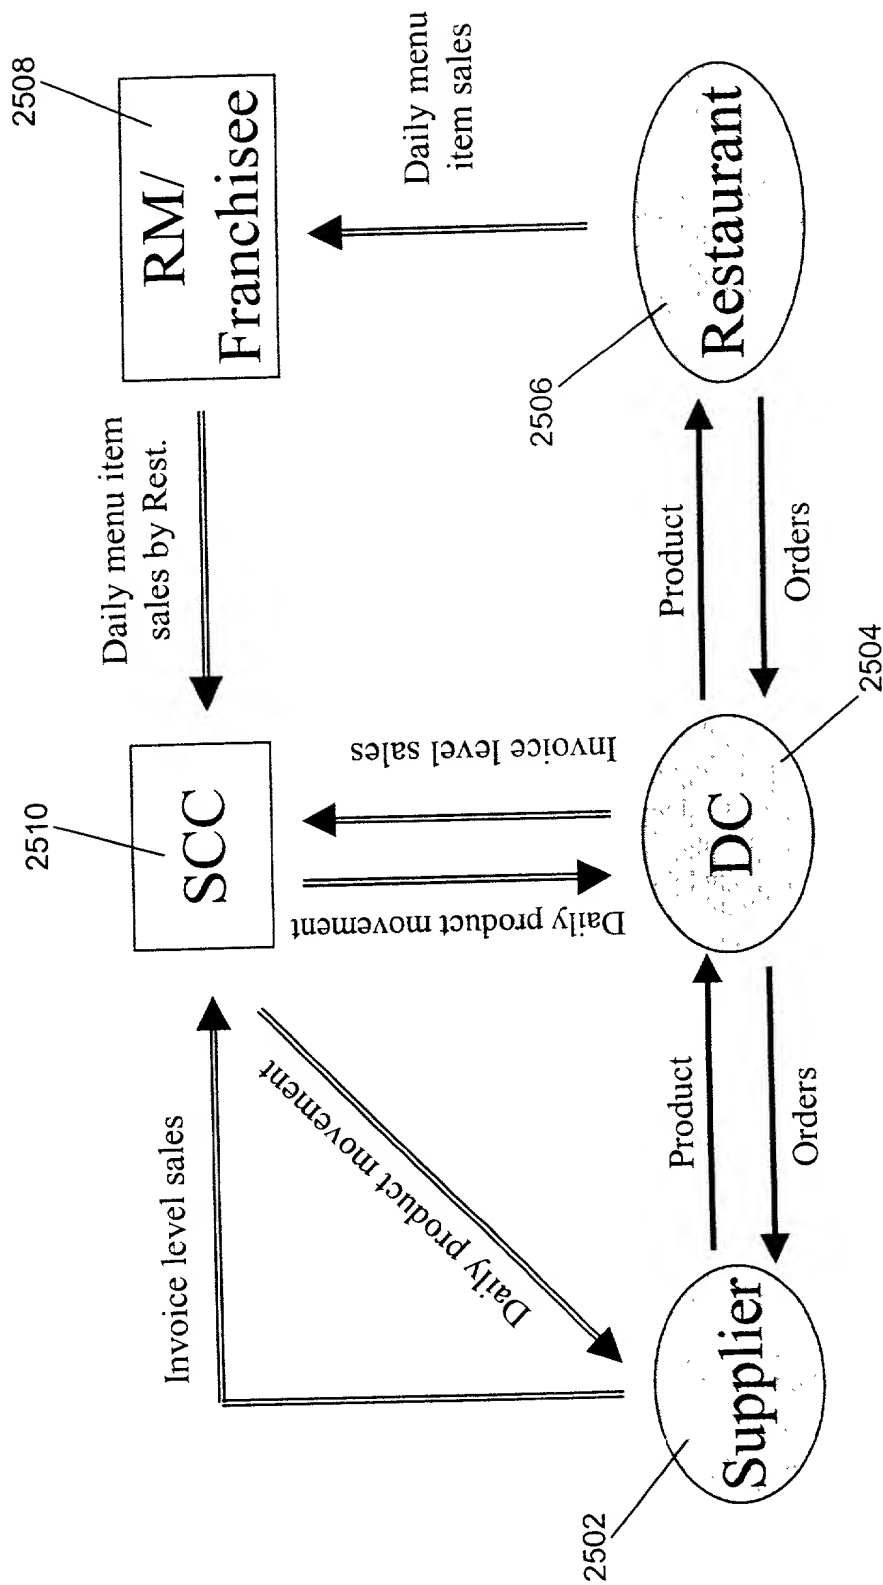 2510
2508
SCC
Daily menu item
sales by Rest.
RM/
Franchisee
Invoice level sales
Daily product movement
Daily product movement
Invoice level sales
Daily menu
item sales
2502
Supplier
Product
Orders
DC
2504
Product
Orders
2506
Restaurant